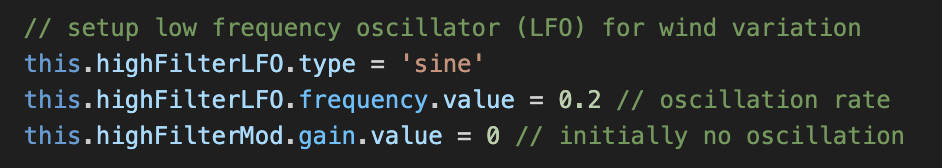 // setup low frequency oscillator (LFO) for wind variation
this.highFilterLFO.type = 'sine'
this.highFilterLFO.frequency.value = 0.2 // oscillation rate
this.highFilterMod.gain.value = 0 // initially no oscillation